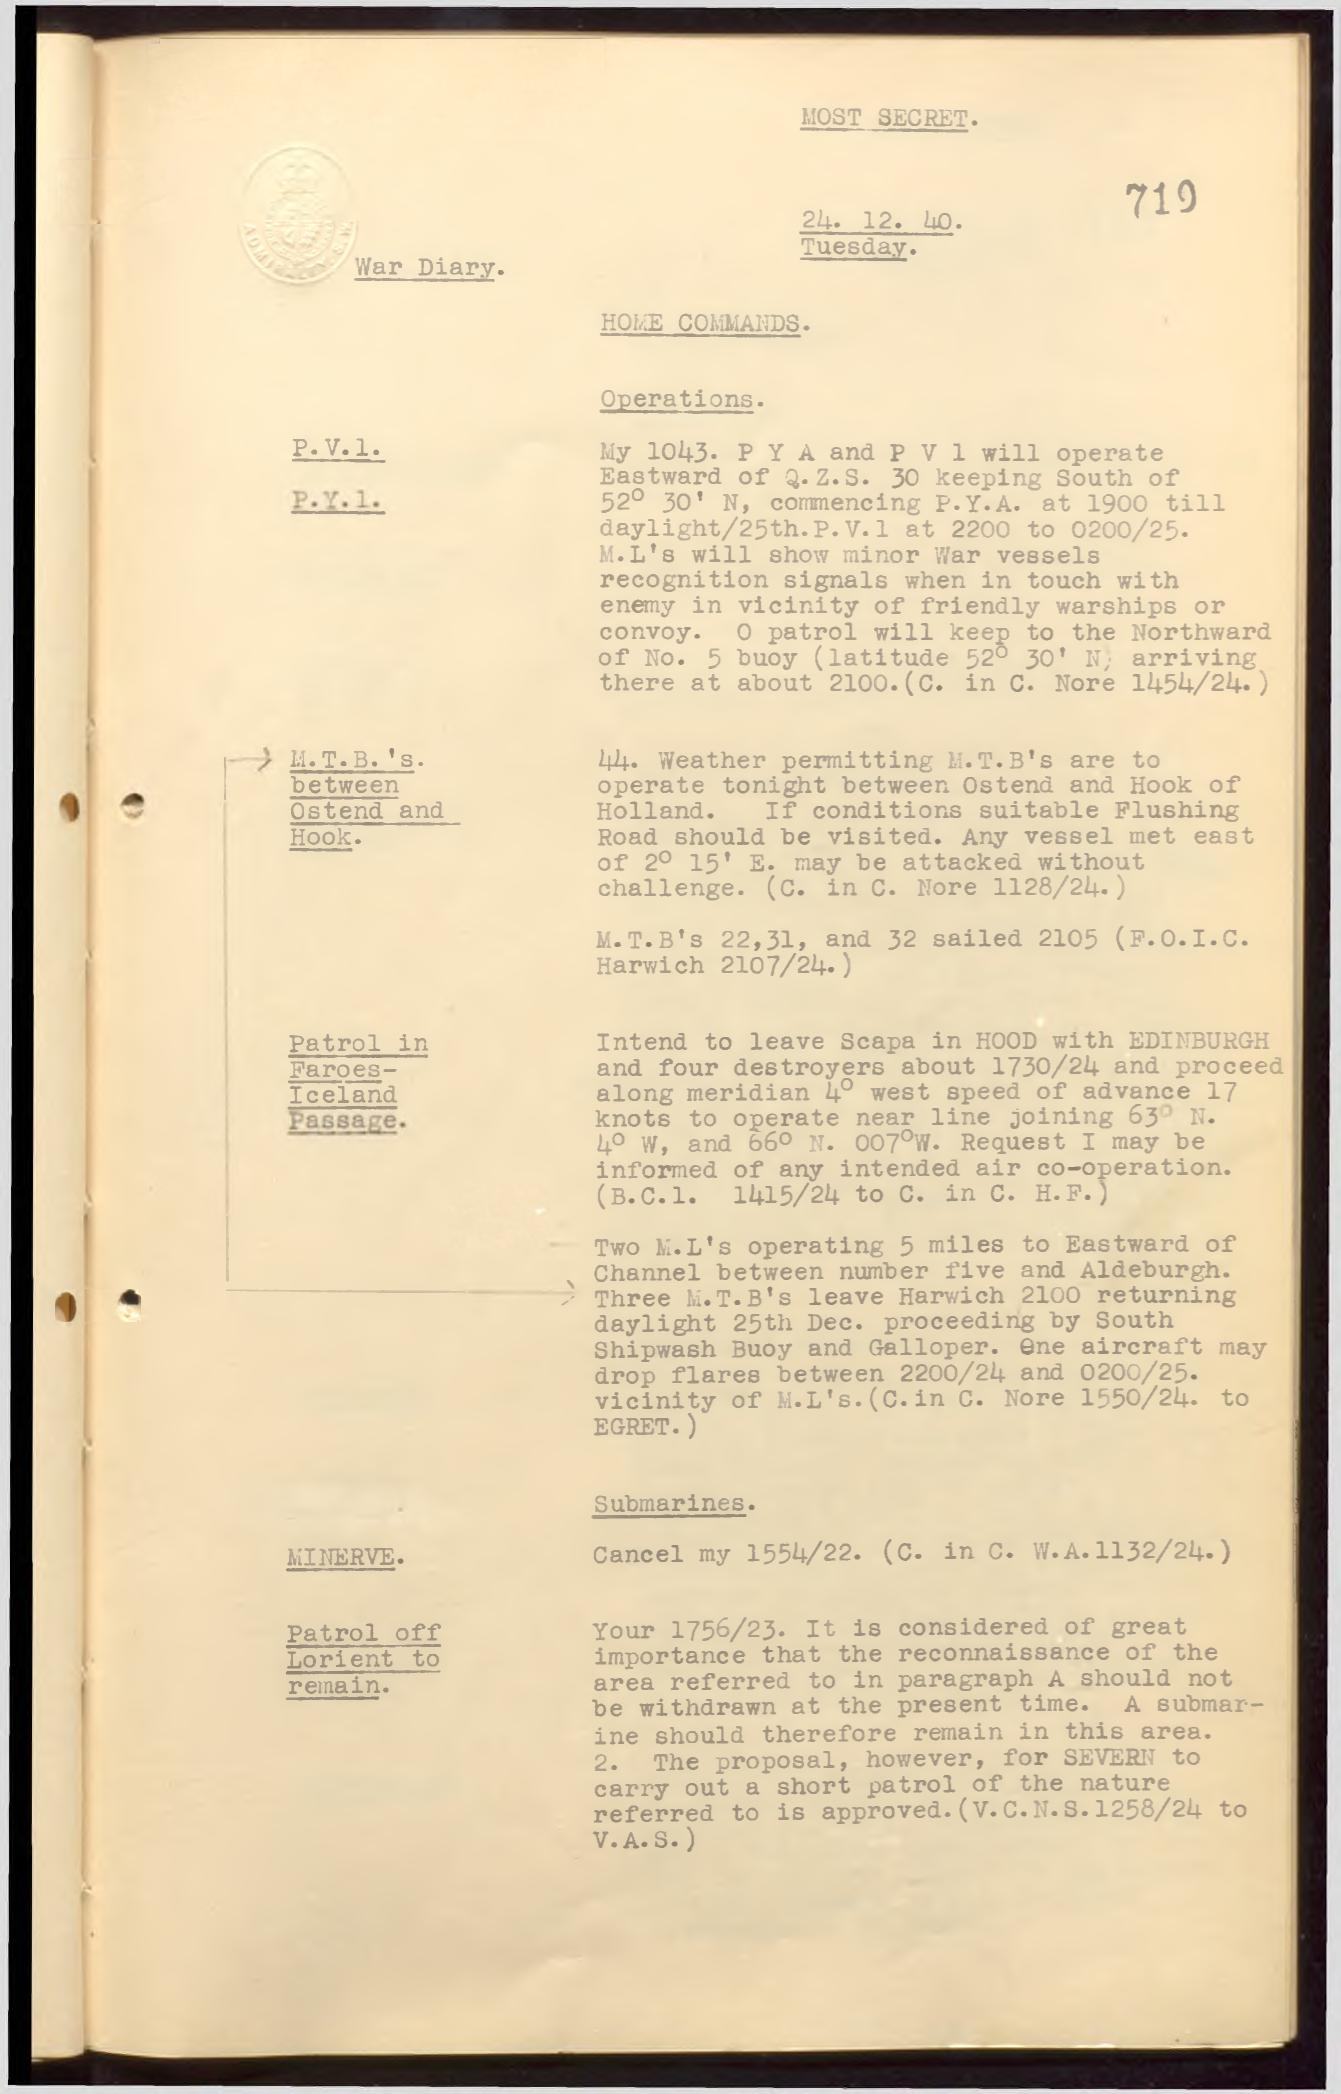 MOST SECRET.
719
24. 12. 40.
Tuesday.
War Diary.
HOME COMMANDS.
Operations.
P.V.1.
P.Y.1.
My 1043. P Y A and P V 1 will operate
Eastward of Q.Z.S. 30 keeping South of
52° 30' N, commencing P.Y.A. at 1900 till
daylight/25th.P.V.1 at 2200 to 0200/25.
M.L's will show minor War vessels
recognition signals when in touch with
enemy in vicinity of friendly warships or
convoy. O patrol will keep to the Northward
of No. 5 buoy (latitude 52° 30' N) arriving
there at about 2100.(C. in C. Nore 1454/24.)
M.T.B.'s.
between
Ostend and
Hook.
44. Weather permitting M.T.B's are to
operate tonight between Ostend and Hook of
Holland. If conditions suitable Flushing
Road should be visited. Any vessel met east
of 2° 15' E. may be attacked without
challenge. (C. in C. Nore 1128/24.)
M.T.B's 22,31, and 32 sailed 2105 (F.O.I.C.
Harwich 2107/24.)
Patrol in
Faroes-
Iceland
Passage.
Intend to leave Scapa in HOOD with EDINBURGH
and four destroyers about 1730/24 and proceed
along meridian 4° west speed of advance 17
knots to operate near line joining 63° N.
4° W, and 66° N. 007°W. Request I may be
informed of any intended air co-operation.
(B.C.1. 1415/24 to C. in C. H.F.)
Two M.L's operating 5 miles to Eastward of
Channel between number five and Aldeburgh.
Three M.T.B's leave Harwich 2100 returning
daylight 25th Dec. proceeding by South
Shipwash Buoy and Galloper. One aircraft may
drop flares between 2200/24 and 0200/25.
vicinity of M.L's.(C.in C. Nore 1550/24. to
EGRET.)
Submarines.
MINERVE.
Cancel my 1554/22. (C. in C. W.A.1132/24.)
Patrol off
Lorient to
remain.
Your 1756/23. It is considered of great
importance that the reconnaissance of the
area referred to in paragraph A should not
be withdrawn at the present time. A submar-
ine should therefore remain in this area.
2. The proposal, however, for SEVERN to
carry out a short patrol of the nature
referred to is approved.(V.C.N.S.1258/24 to
V.A.S.)